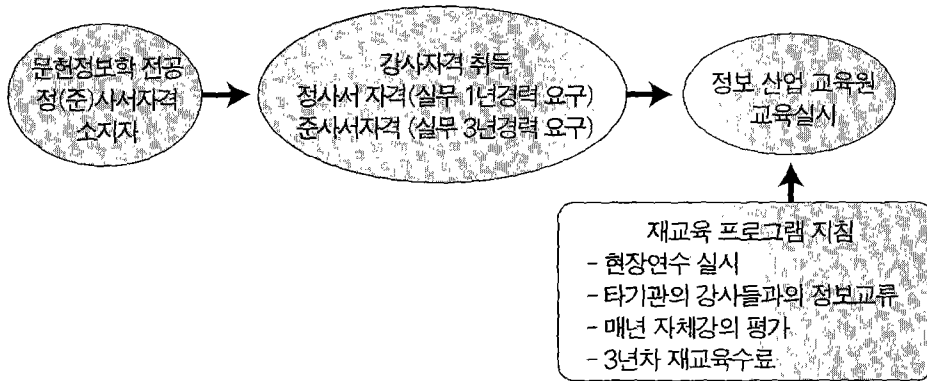 문헌정보학 전공
정(준)사서자격
소지자
강사자격 취득
정사서 자격(실무 1년경력 요구)
준사서자격 (실무 3년경력 요구)
정보 산업 교육원
교육실시
재교육 프로그램 지침
- 현장연수 실시
- 타기관의 강사들과의 정보교류
- 매년 자체강의 평가
- 3년차 재교육수료